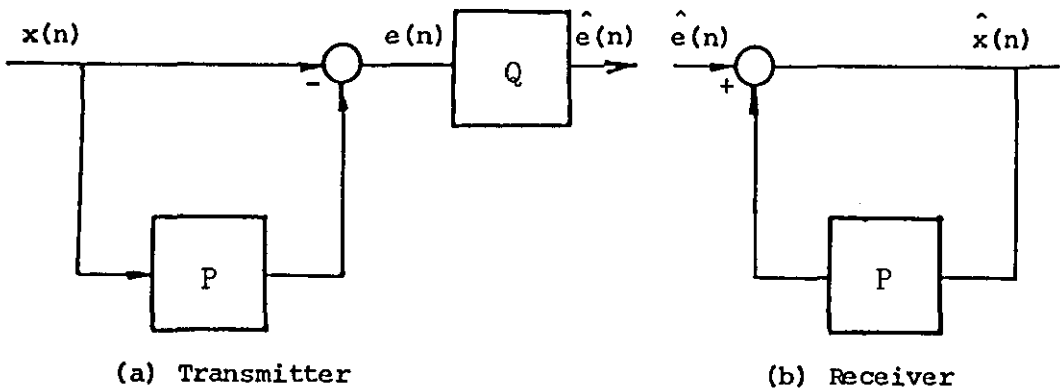 x(n)
e(n)
ê(n)
ê(n)
x̂(n)
Q
-
+
P
P
(a) Transmitter
(b) Receiver